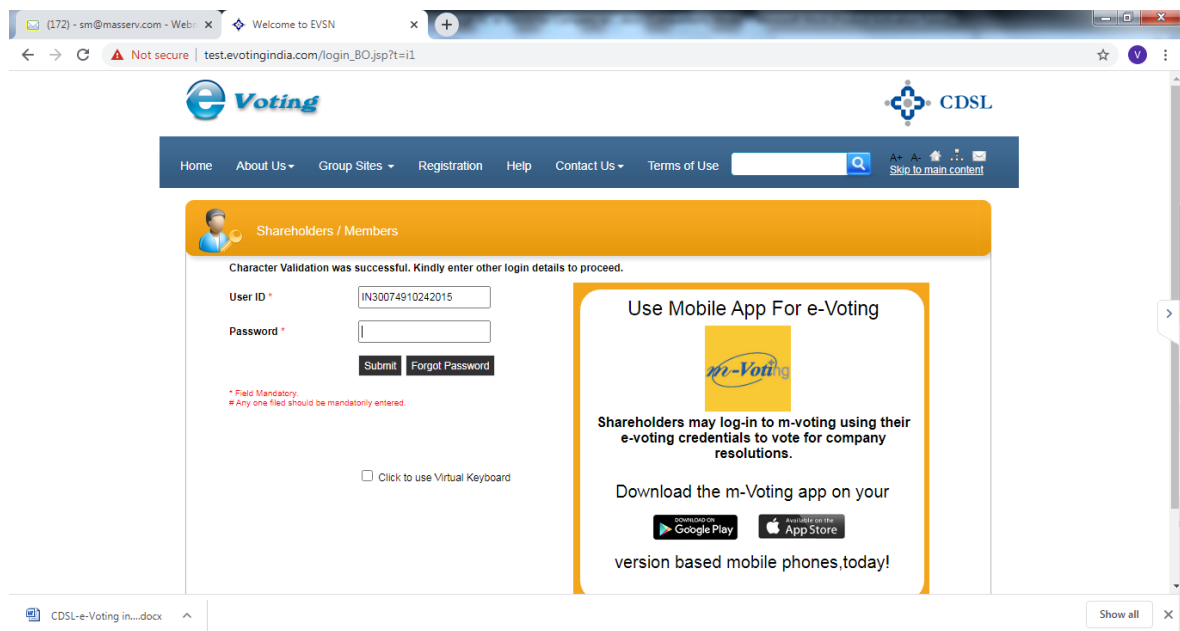 (172) - sm@masserv.com - Webr
Welcome to EVSN
Not secure | test.evotingindia.com/login_BO.jsp?t=i1
V
e Voting
CDSL
Home About Us Group Sites Registration Help Contact Us Terms of Use
A+ A-
Skip to main content
Shareholders / Members
Character Validation was successful. Kindly enter other login details to proceed.
User ID * IN30074910242015
Password *
Submit Forgot Password
* Field Mandatory.
# Any one filed should be mandatorily entered.
Click to use Virtual Keyboard
Use Mobile App For e-Voting
m-Voting
Shareholders may log-in to m-voting using their
e-voting credentials to vote for company
resolutions.
Download the m-Voting app on your
DOWNLOAD ON
Google Play
Available on the
App Store
version based mobile phones,today!
CDSL-e-Voting in....docx
Show all